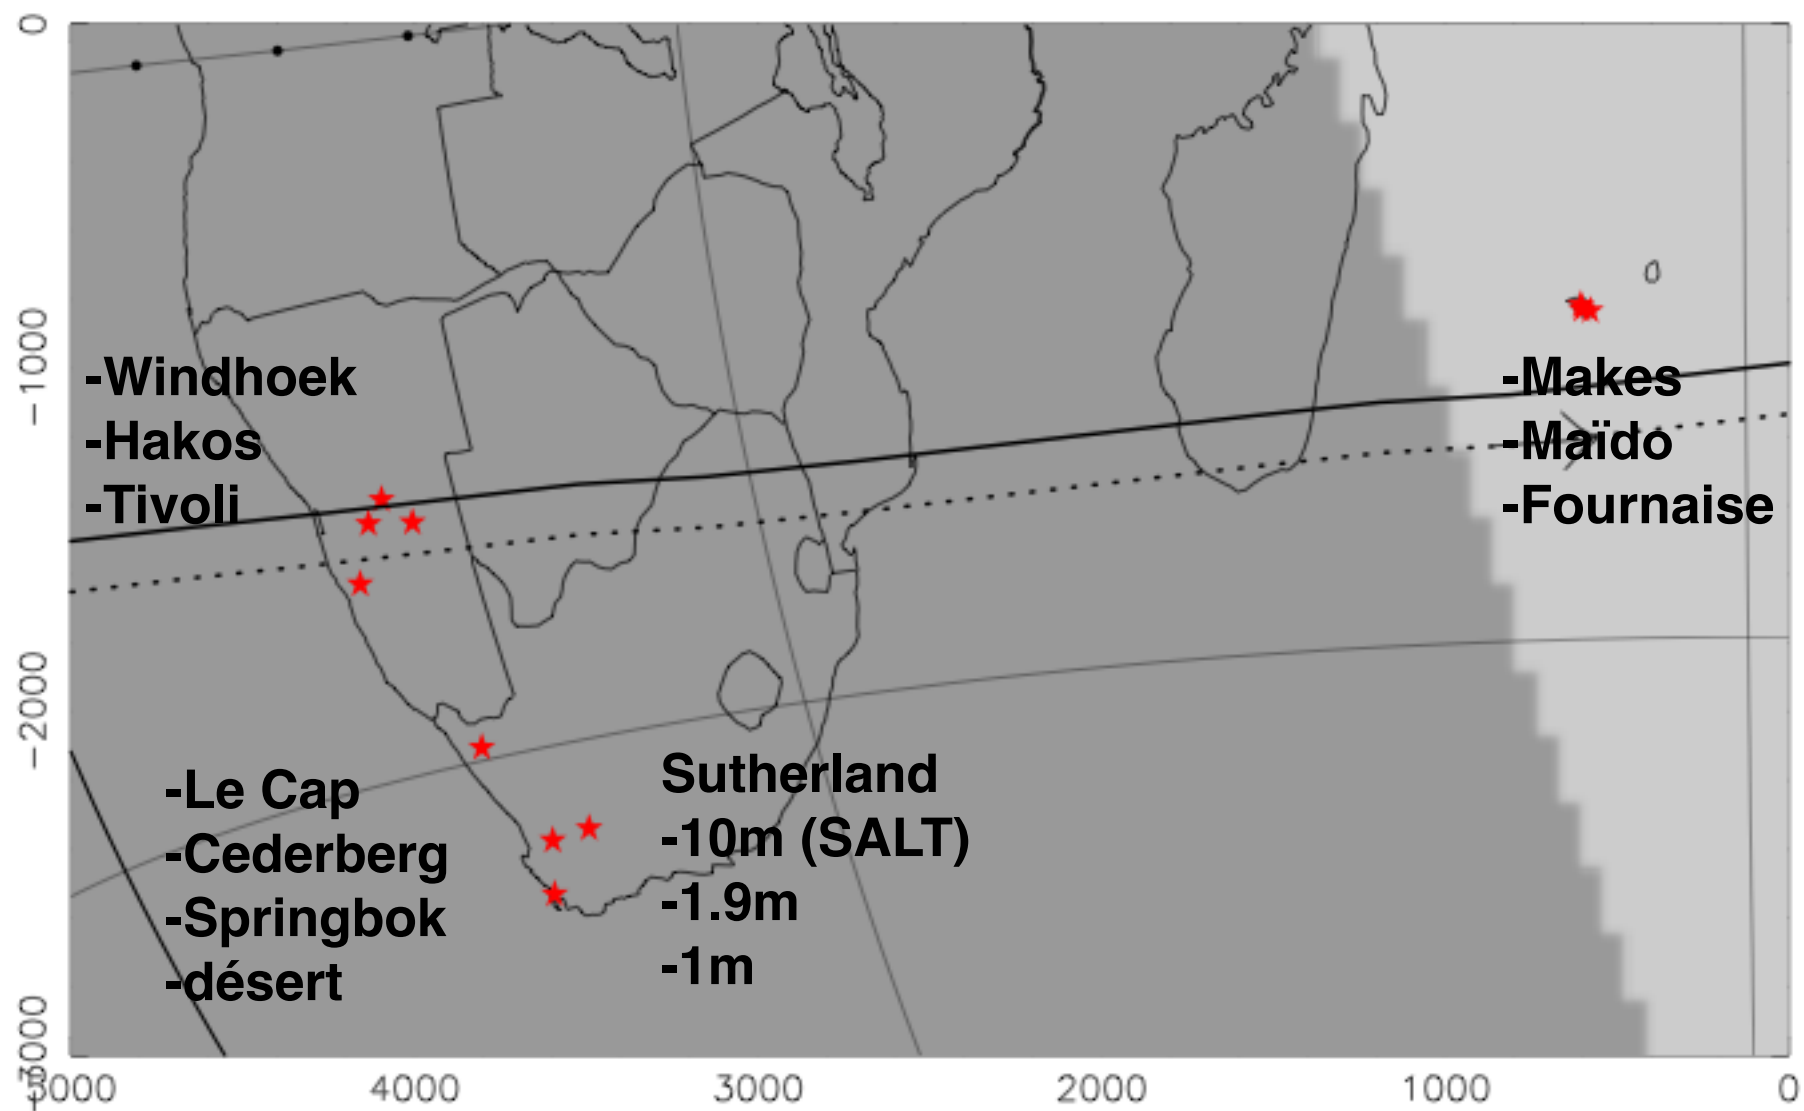 0
-1000
-2000
-3000
-Windhoek
-Hakos
-Tivoli
-Makes
-Maïdo
-Fournaise
-Le Cap
-Cederberg
-Springbok
-désert
Sutherland
-10m (SALT)
-1.9m
-1m
5000 4000 3000 2000 1000 0